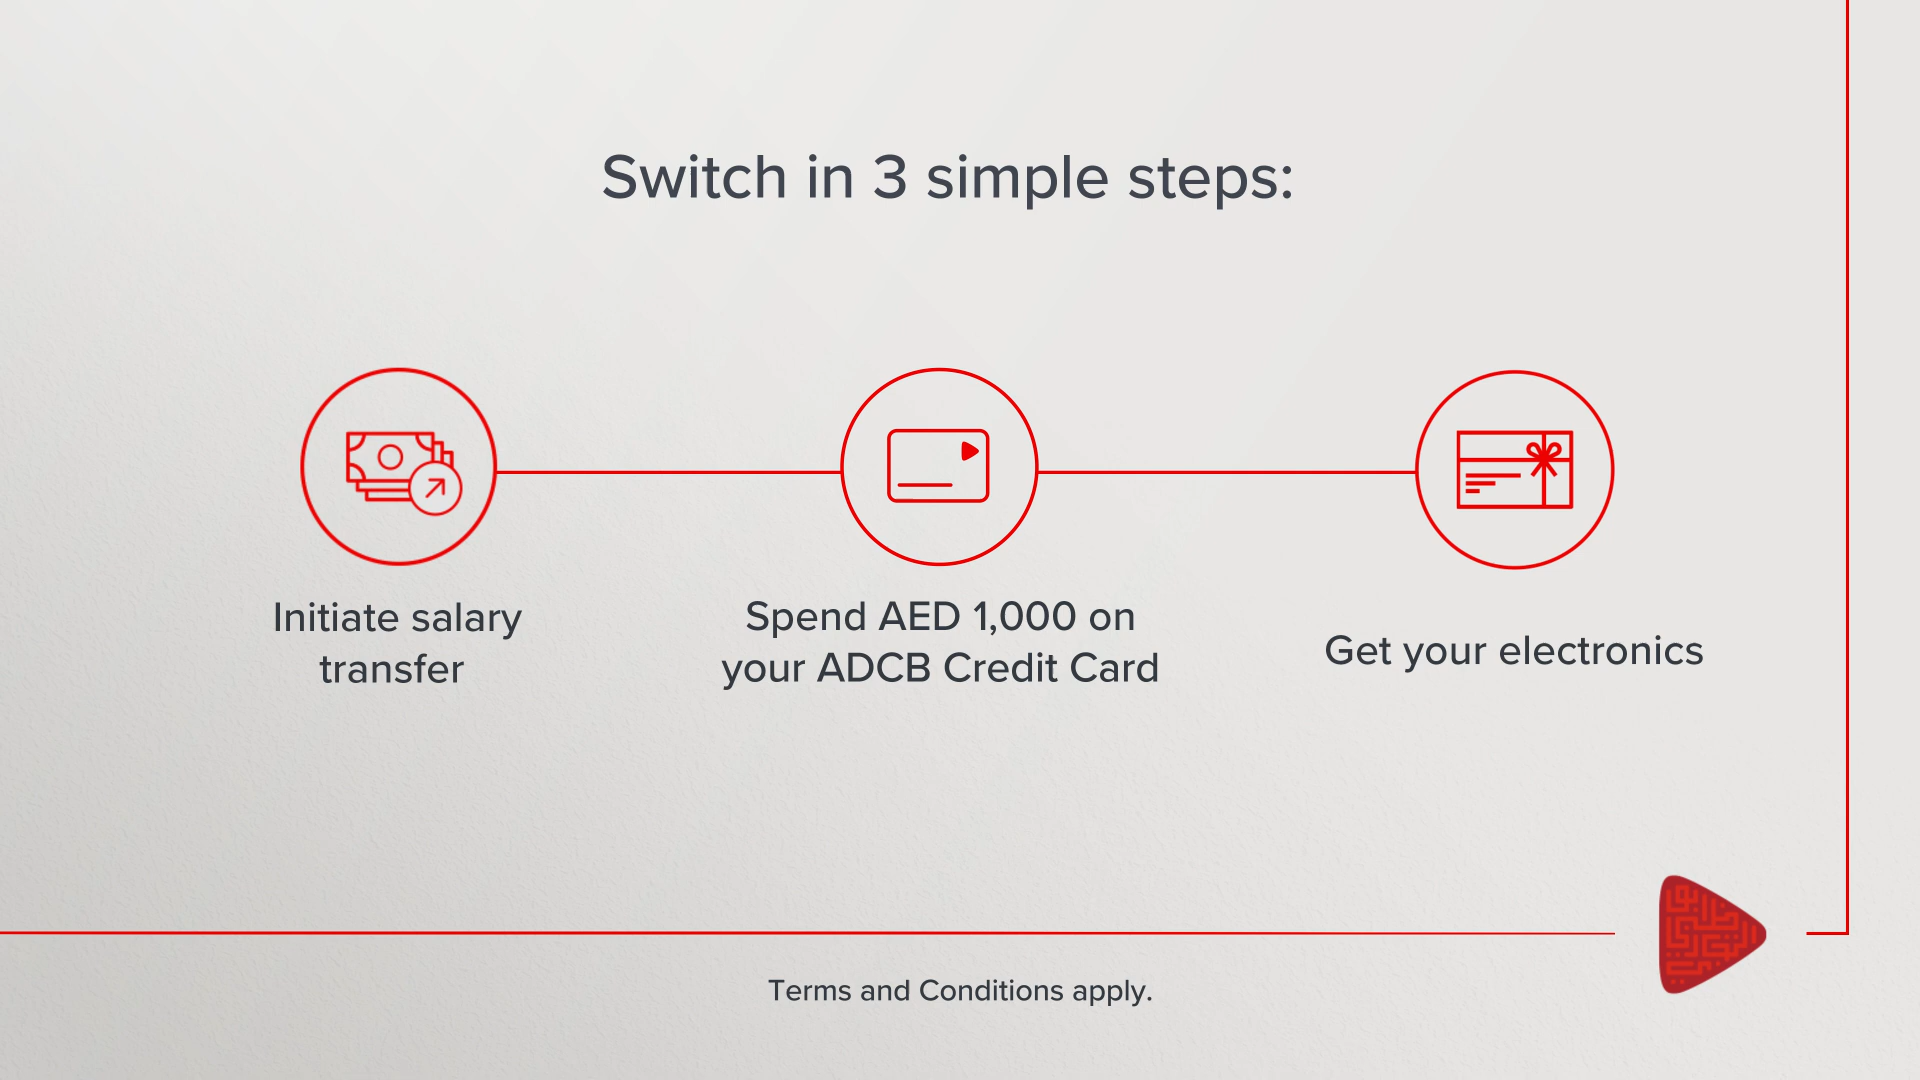 Switch in 3 simple steps:
Initiate salary
transfer
Spend AED 1,000 on
your ADCB Credit Card
Get your electronics
Terms and Conditions apply.